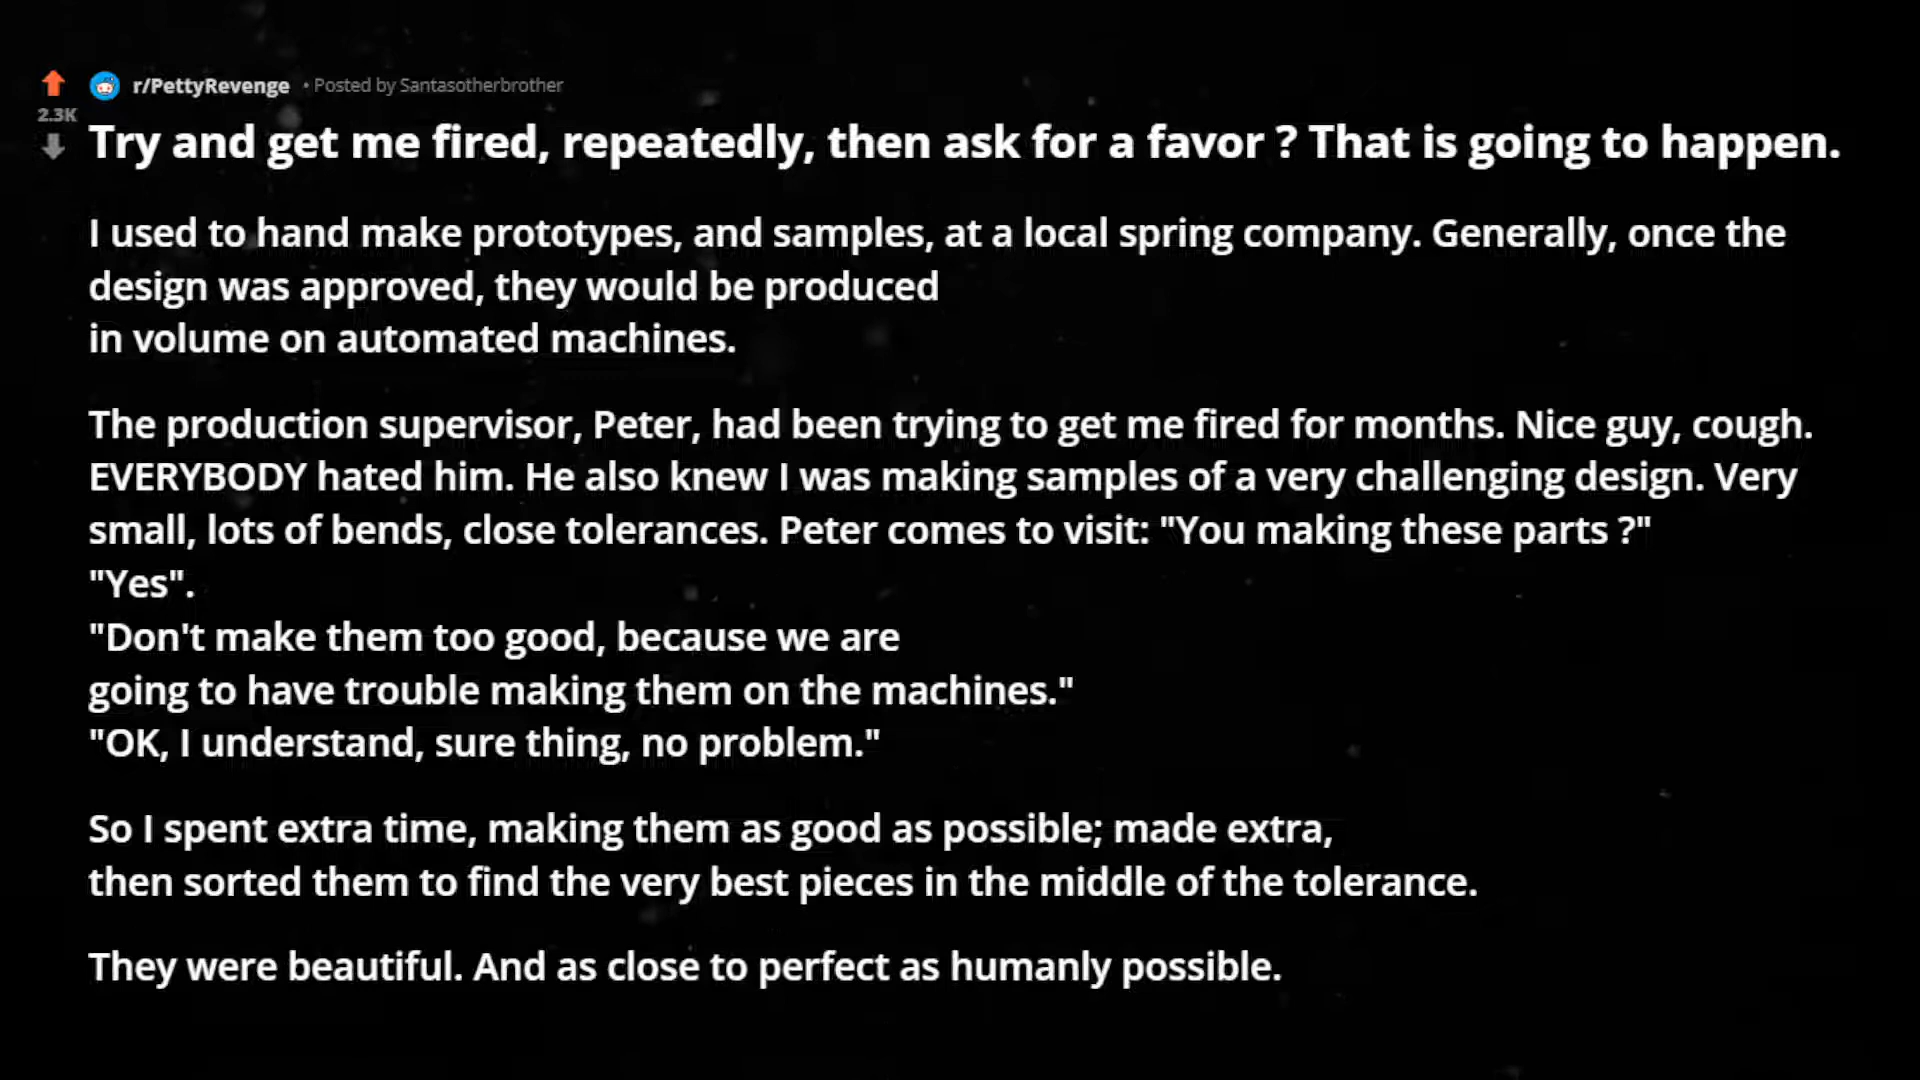 r/PettyRevenge • Posted by Santasotherbrother
2.3K
Try and get me fired, repeatedly, then ask for a favor ? That is going to happen.
I used to hand make prototypes, and samples, at a local spring company. Generally, once the
design was approved, they would be produced
in volume on automated machines.
The production supervisor, Peter, had been trying to get me fired for months. Nice guy, cough.
EVERYBODY hated him. He also knew I was making samples of a very challenging design. Very
small, lots of bends, close tolerances. Peter comes to visit: "You making these parts ?"
"Yes".
"Don't make them too good, because we are
going to have trouble making them on the machines."
"OK, I understand, sure thing, no problem."
So I spent extra time, making them as good as possible; made extra,
then sorted them to find the very best pieces in the middle of the tolerance.
They were beautiful. And as close to perfect as humanly possible.